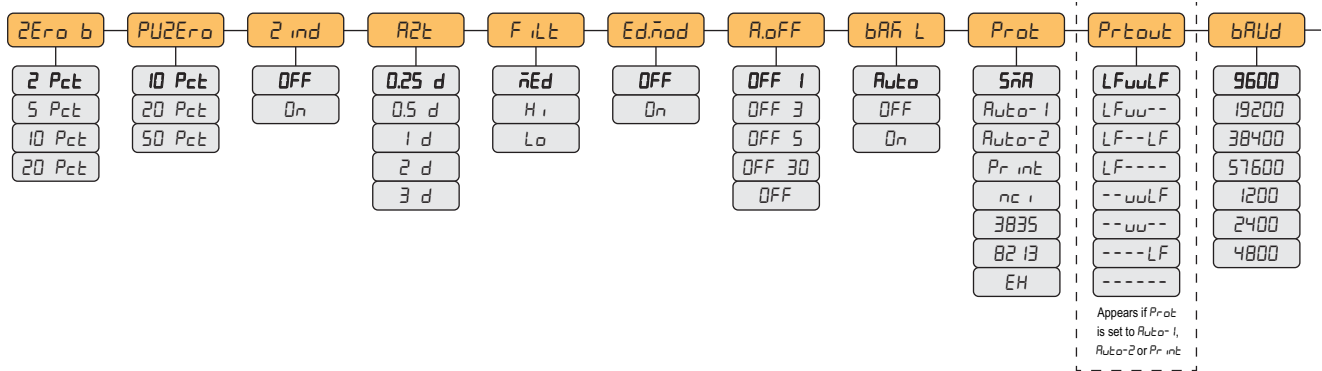 ZEro b
2 Pct
5 Pct
10 Pct
20 Pct
PUZEro
10 Pct
20 Pct
50 Pct
Z ind
OFF
On
AZt
0.25 d
0.5 d
1 d
2 d
3 d
FiLt
mEd
Hi
Lo
Ed.mod
OFF
On
A.oFF
OFF 1
OFF 3
OFF 5
OFF 30
OFF
bAK L
Auto
OFF
On
Prot
SmA
Auto-1
Auto-2
Print
nci
3835
8213
EH
Prtout
LFuuLF
LFuu--
LF--LF
LF----
--uuLF
--uu--
----LF
------
Appears if Prot
is set to Auto-1,
Auto-2 or Print
bAUd
9600
19200
38400
57600
1200
2400
4800